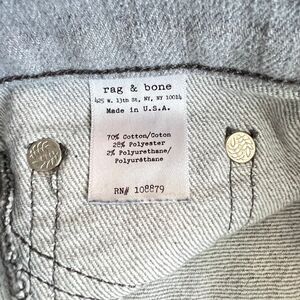 rag & bone
425 W. 13th St, NY, NY 10014
Made in U.S.A.
70% Cotton/Coton
28% Polyester
2% Polyurethane/
Polyuréthane
RN# 108879